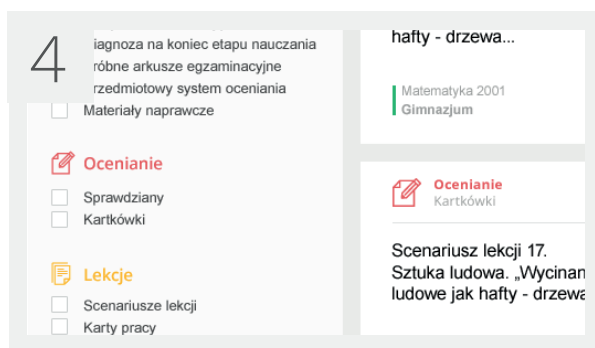 4
iagnoza na koniec etapu nauczania
róbne arkusze egzaminacyjne
rzedmiotowy system oceniania
Materiały naprawcze
Ocenianie
Sprawdziany
Kartkówki
Lekcje
Scenariusze lekcji
Karty pracy
hafty - drzewa...
Matematyka 2001
Gimnazjum
Ocenianie
Kartkówki
Scenariusz lekcji 17.
Sztuka ludowa. „Wycinan
ludowe jak hafty - drzewa